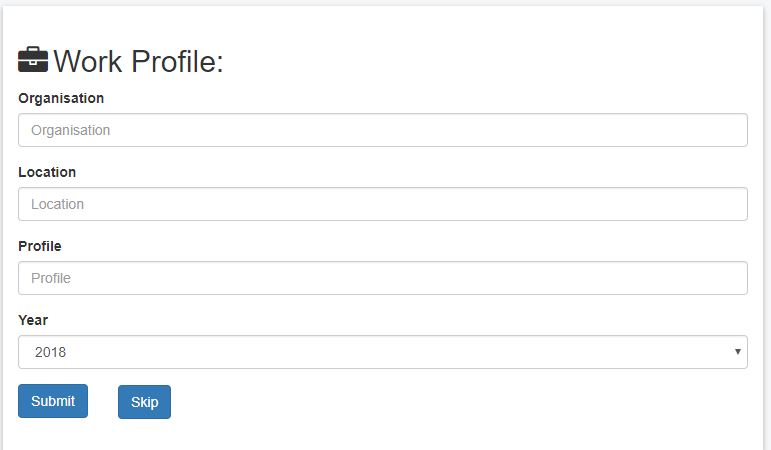 Work Profile:
Organisation
Organisation
Location
Location
Profile
Profile
Year
2018
Submit Skip